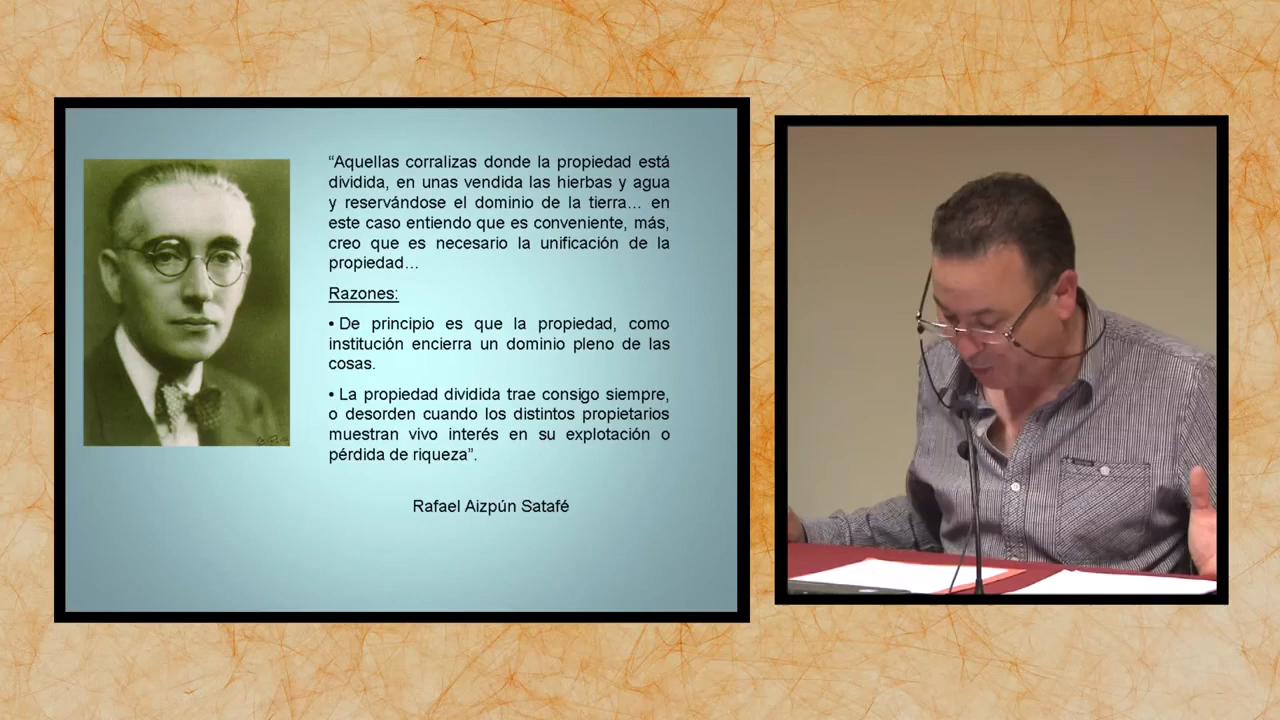 “Aquellas corralizas donde la propiedad está
dividida, en unas vendida las hierbas y agua
y reservándose el dominio de la tierra… en
este caso entiendo que es conveniente, más,
creo que es necesario la unificación de la
propiedad…
Razones:
• De principio es que la propiedad, como
institución encierra un dominio pleno de las
cosas.
• La propiedad dividida trae consigo siempre,
o desorden cuando los distintos propietarios
muestran vivo interés en su explotación o
pérdida de riqueza”.
Rafael Aizpún Satafé